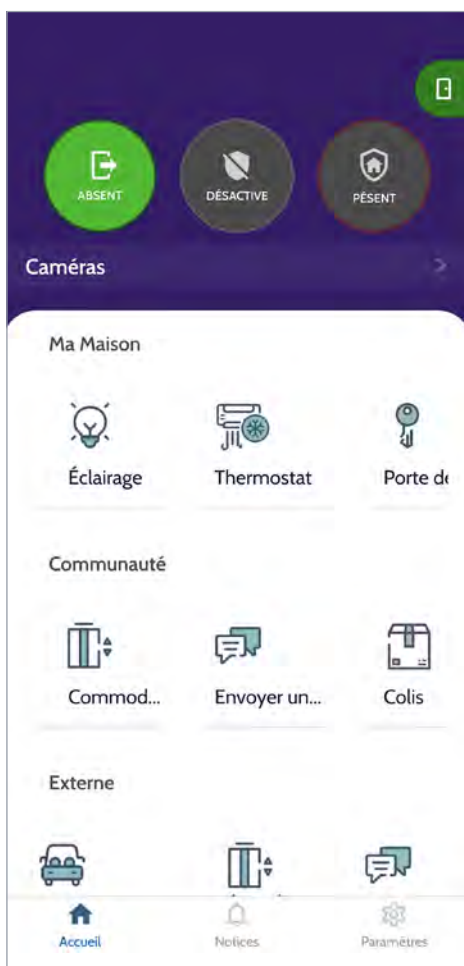 ABSENT DÉSACTIVE PÉSENT
Caméras
Ma Maison
Éclairage Thermostat Porte de
Communauté
Commod... Envoyer un... Colis
Externe
Accueil Notices Paramètres